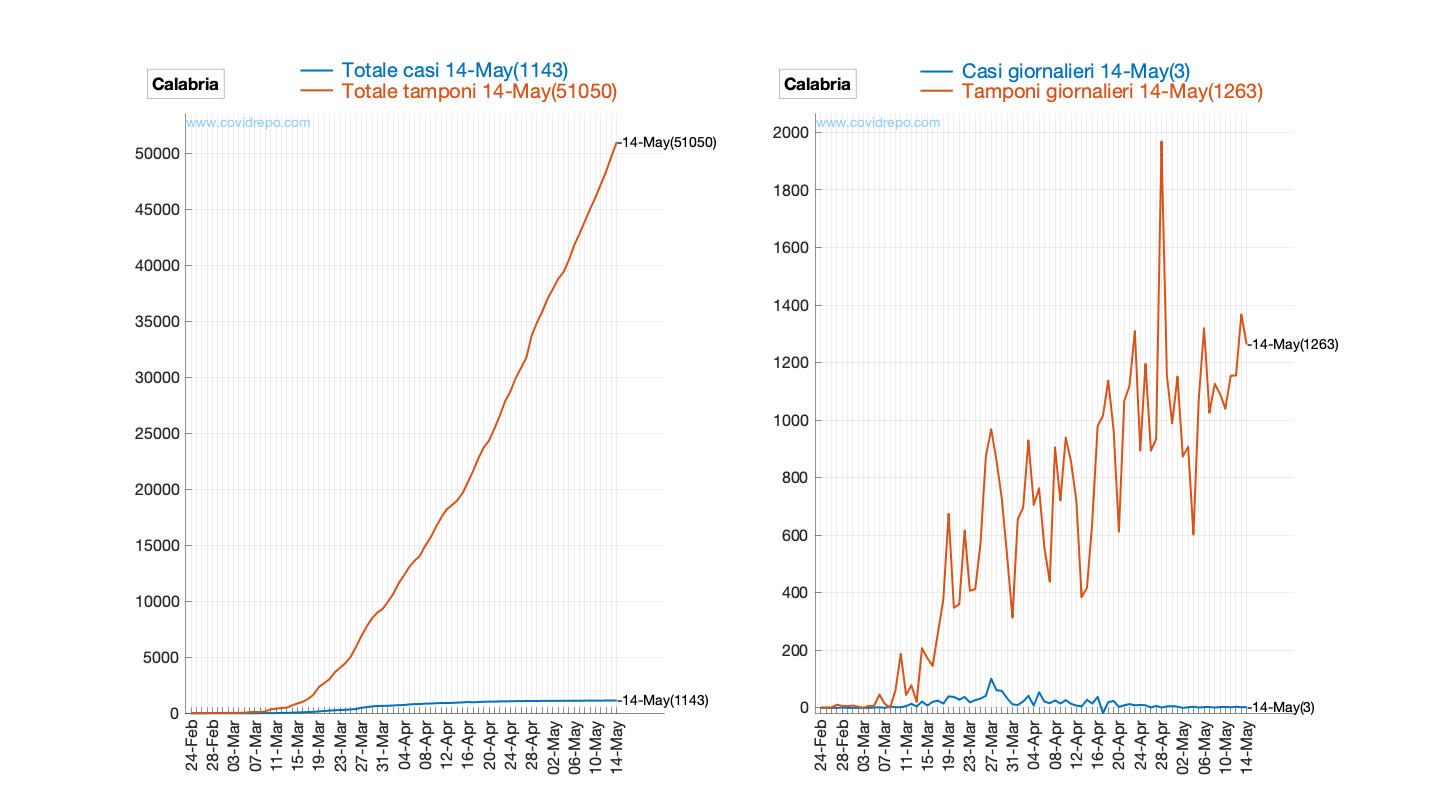 Calabria
Totale casi 14-May(1143)
Totale tamponi 14-May(51050)
www.covidrepo.com
50000
45000
40000
35000
30000
25000
20000
15000
10000
5000
0
14-May(51050)
14-May(1143)
24-Feb
28-Feb
03-Mar
07-Mar
11-Mar
15-Mar
19-Mar
23-Mar
27-Mar
31-Mar
04-Apr
08-Apr
12-Apr
16-Apr
20-Apr
24-Apr
28-Apr
02-May
06-May
10-May
14-May
Calabria
Casi giornalieri 14-May(3)
Tamponi giornalieri 14-May(1263)
www.covidrepo.com
2000
1800
1600
1400
1200
1000
800
600
400
200
0
14-May(1263)
14-May(3)
24-Feb
28-Feb
03-Mar
07-Mar
11-Mar
15-Mar
19-Mar
23-Mar
27-Mar
31-Mar
04-Apr
08-Apr
12-Apr
16-Apr
20-Apr
24-Apr
28-Apr
02-May
06-May
10-May
14-May